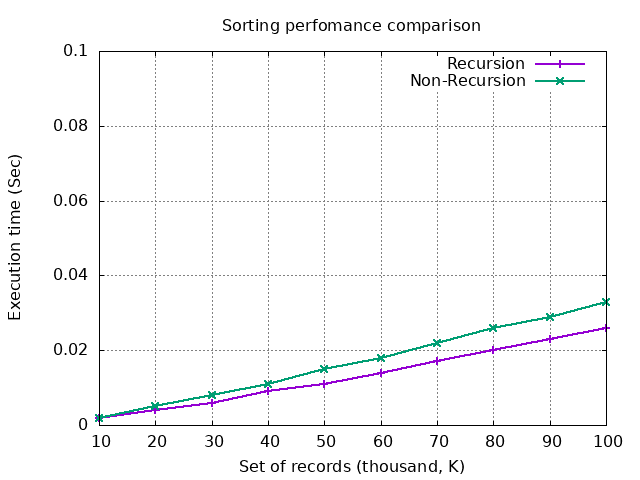 Sorting perfomance comparison
0.1
0.08
0.06
0.04
0.02
0
Execution time (Sec)
Recursion
Non-Recursion
10 20 30 40 50 60 70 80 90 100
Set of records (thousand, K)